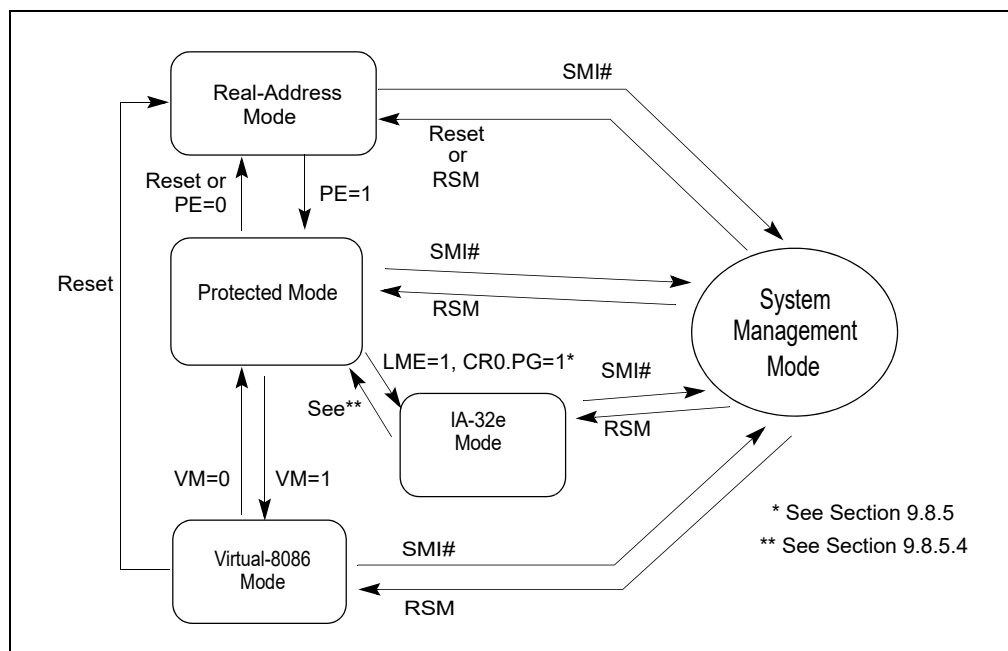 SMI#
Real-Address
Mode
Reset
or
RSM
Reset or
PE=0
PE=1
SMI#
Reset
Protected Mode
RSM
System
Management
Mode
LME=1, CR0.PG=1*
SMI#
See**
IA-32e
Mode
RSM
VM=0
VM=1
* See Section 9.8.5
** See Section 9.8.5.4
Virtual-8086
Mode
SMI#
RSM